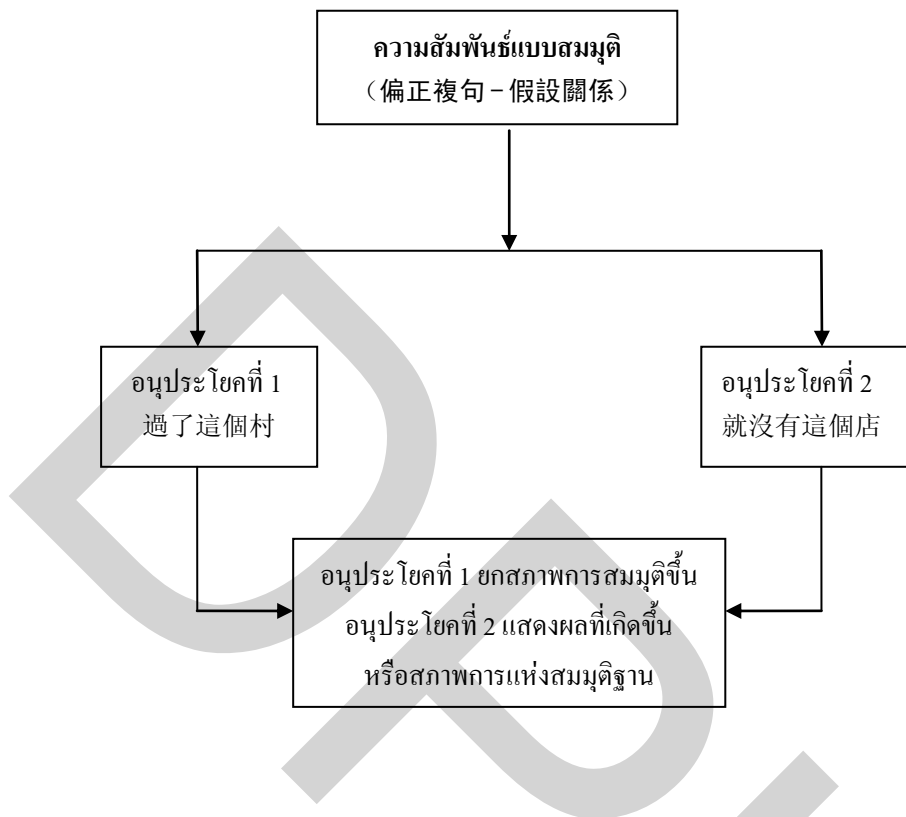 ความสัมพันธ์แบบสมมุติ
（偏正複句－假設關係）
อนุประโยคที่ 1
過了這個村
อนุประโยคที่ 2
就沒有這個店
อนุประโยคที่ 1 ยกสภาพการสมมุติขึ้น
อนุประโยคที่ 2 แสดงผลที่เกิดขึ้น
หรือสภาพการแห่งสมมุติฐาน